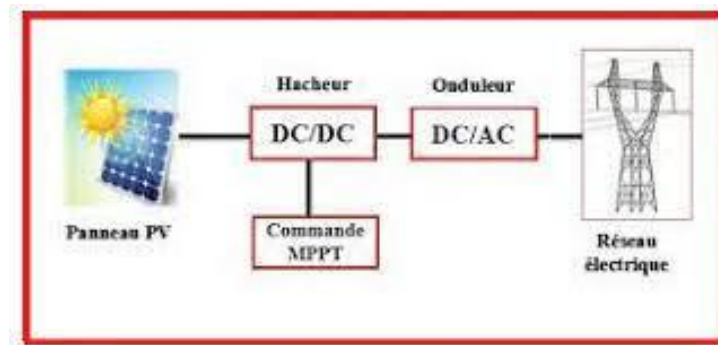 Hacheur
Onduleur
DC/DC
DC/AC
Panneau PV
Commande
MPPT
Réseau
électrique